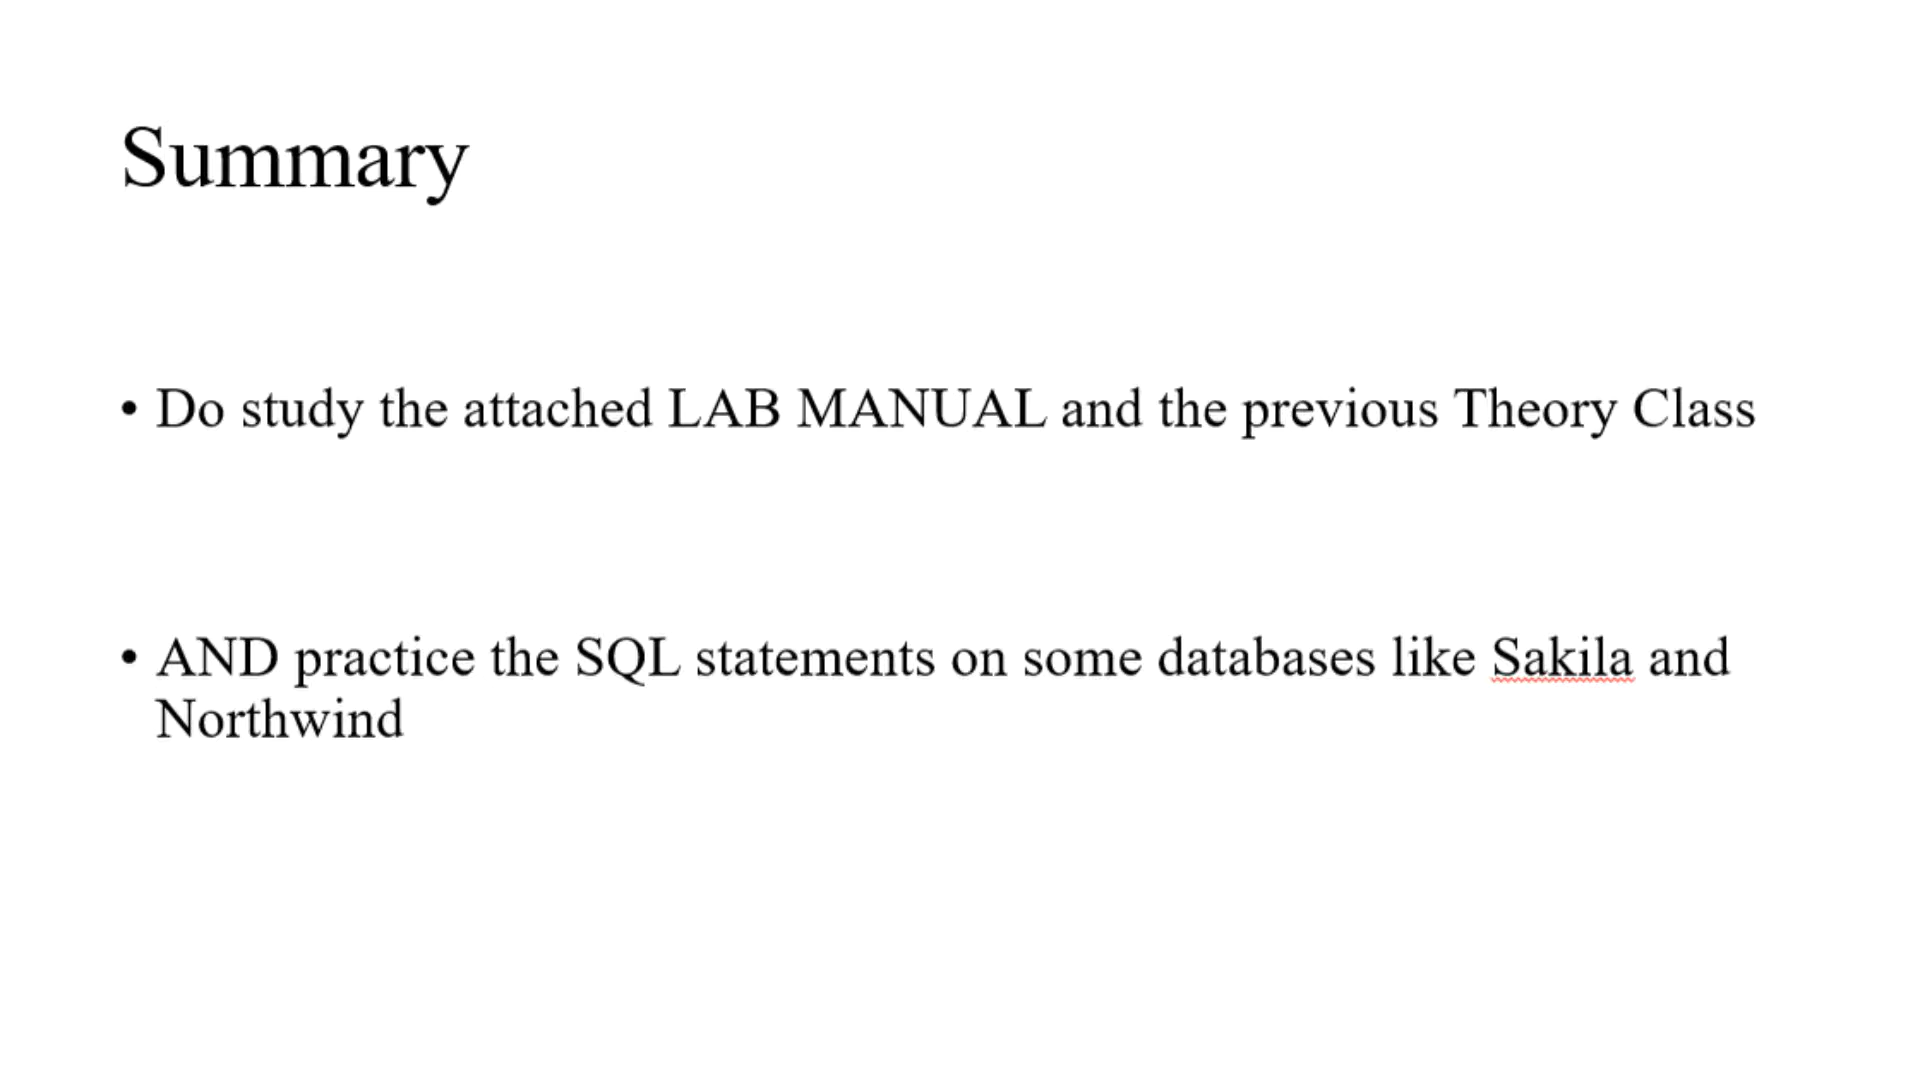 Summary
• Do study the attached LAB MANUAL and the previous Theory Class
• AND practice the SQL statements on some databases like Sakila and
Northwind